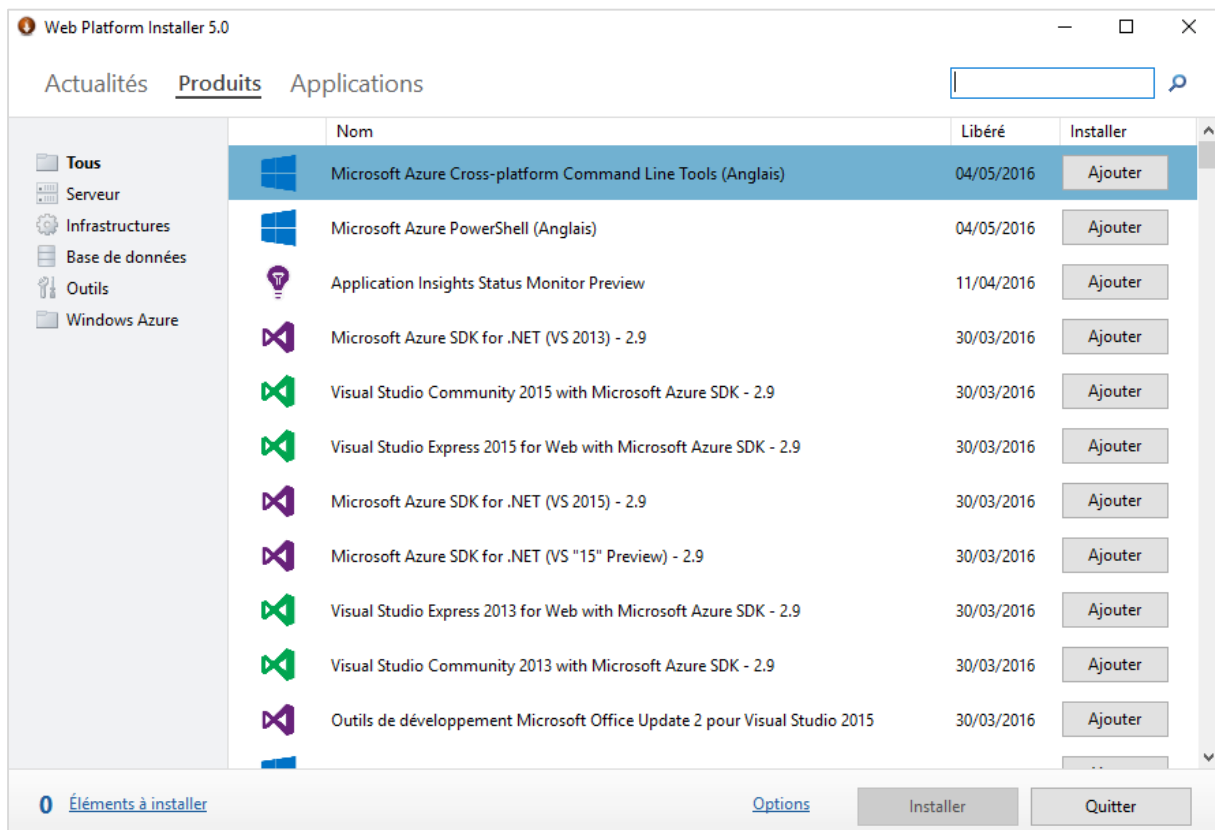 Web Platform Installer 5.0
Actualités Produits Applications
Nom Libéré Installer
Tous
Serveur
Infrastructures
Base de données
Outils
Windows Azure
Microsoft Azure Cross-platform Command Line Tools (Anglais) 04/05/2016 Ajouter
Microsoft Azure PowerShell (Anglais) 04/05/2016 Ajouter
Application Insights Status Monitor Preview 11/04/2016 Ajouter
Microsoft Azure SDK for .NET (VS 2013) - 2.9 30/03/2016 Ajouter
Visual Studio Community 2015 with Microsoft Azure SDK - 2.9 30/03/2016 Ajouter
Visual Studio Express 2015 for Web with Microsoft Azure SDK - 2.9 30/03/2016 Ajouter
Microsoft Azure SDK for .NET (VS 2015) - 2.9 30/03/2016 Ajouter
Microsoft Azure SDK for .NET (VS "15" Preview) - 2.9 30/03/2016 Ajouter
Visual Studio Express 2013 for Web with Microsoft Azure SDK - 2.9 30/03/2016 Ajouter
Visual Studio Community 2013 with Microsoft Azure SDK - 2.9 30/03/2016 Ajouter
Outils de développement Microsoft Office Update 2 pour Visual Studio 2015 30/03/2016 Ajouter
0 Éléments à installer Options Installer Quitter